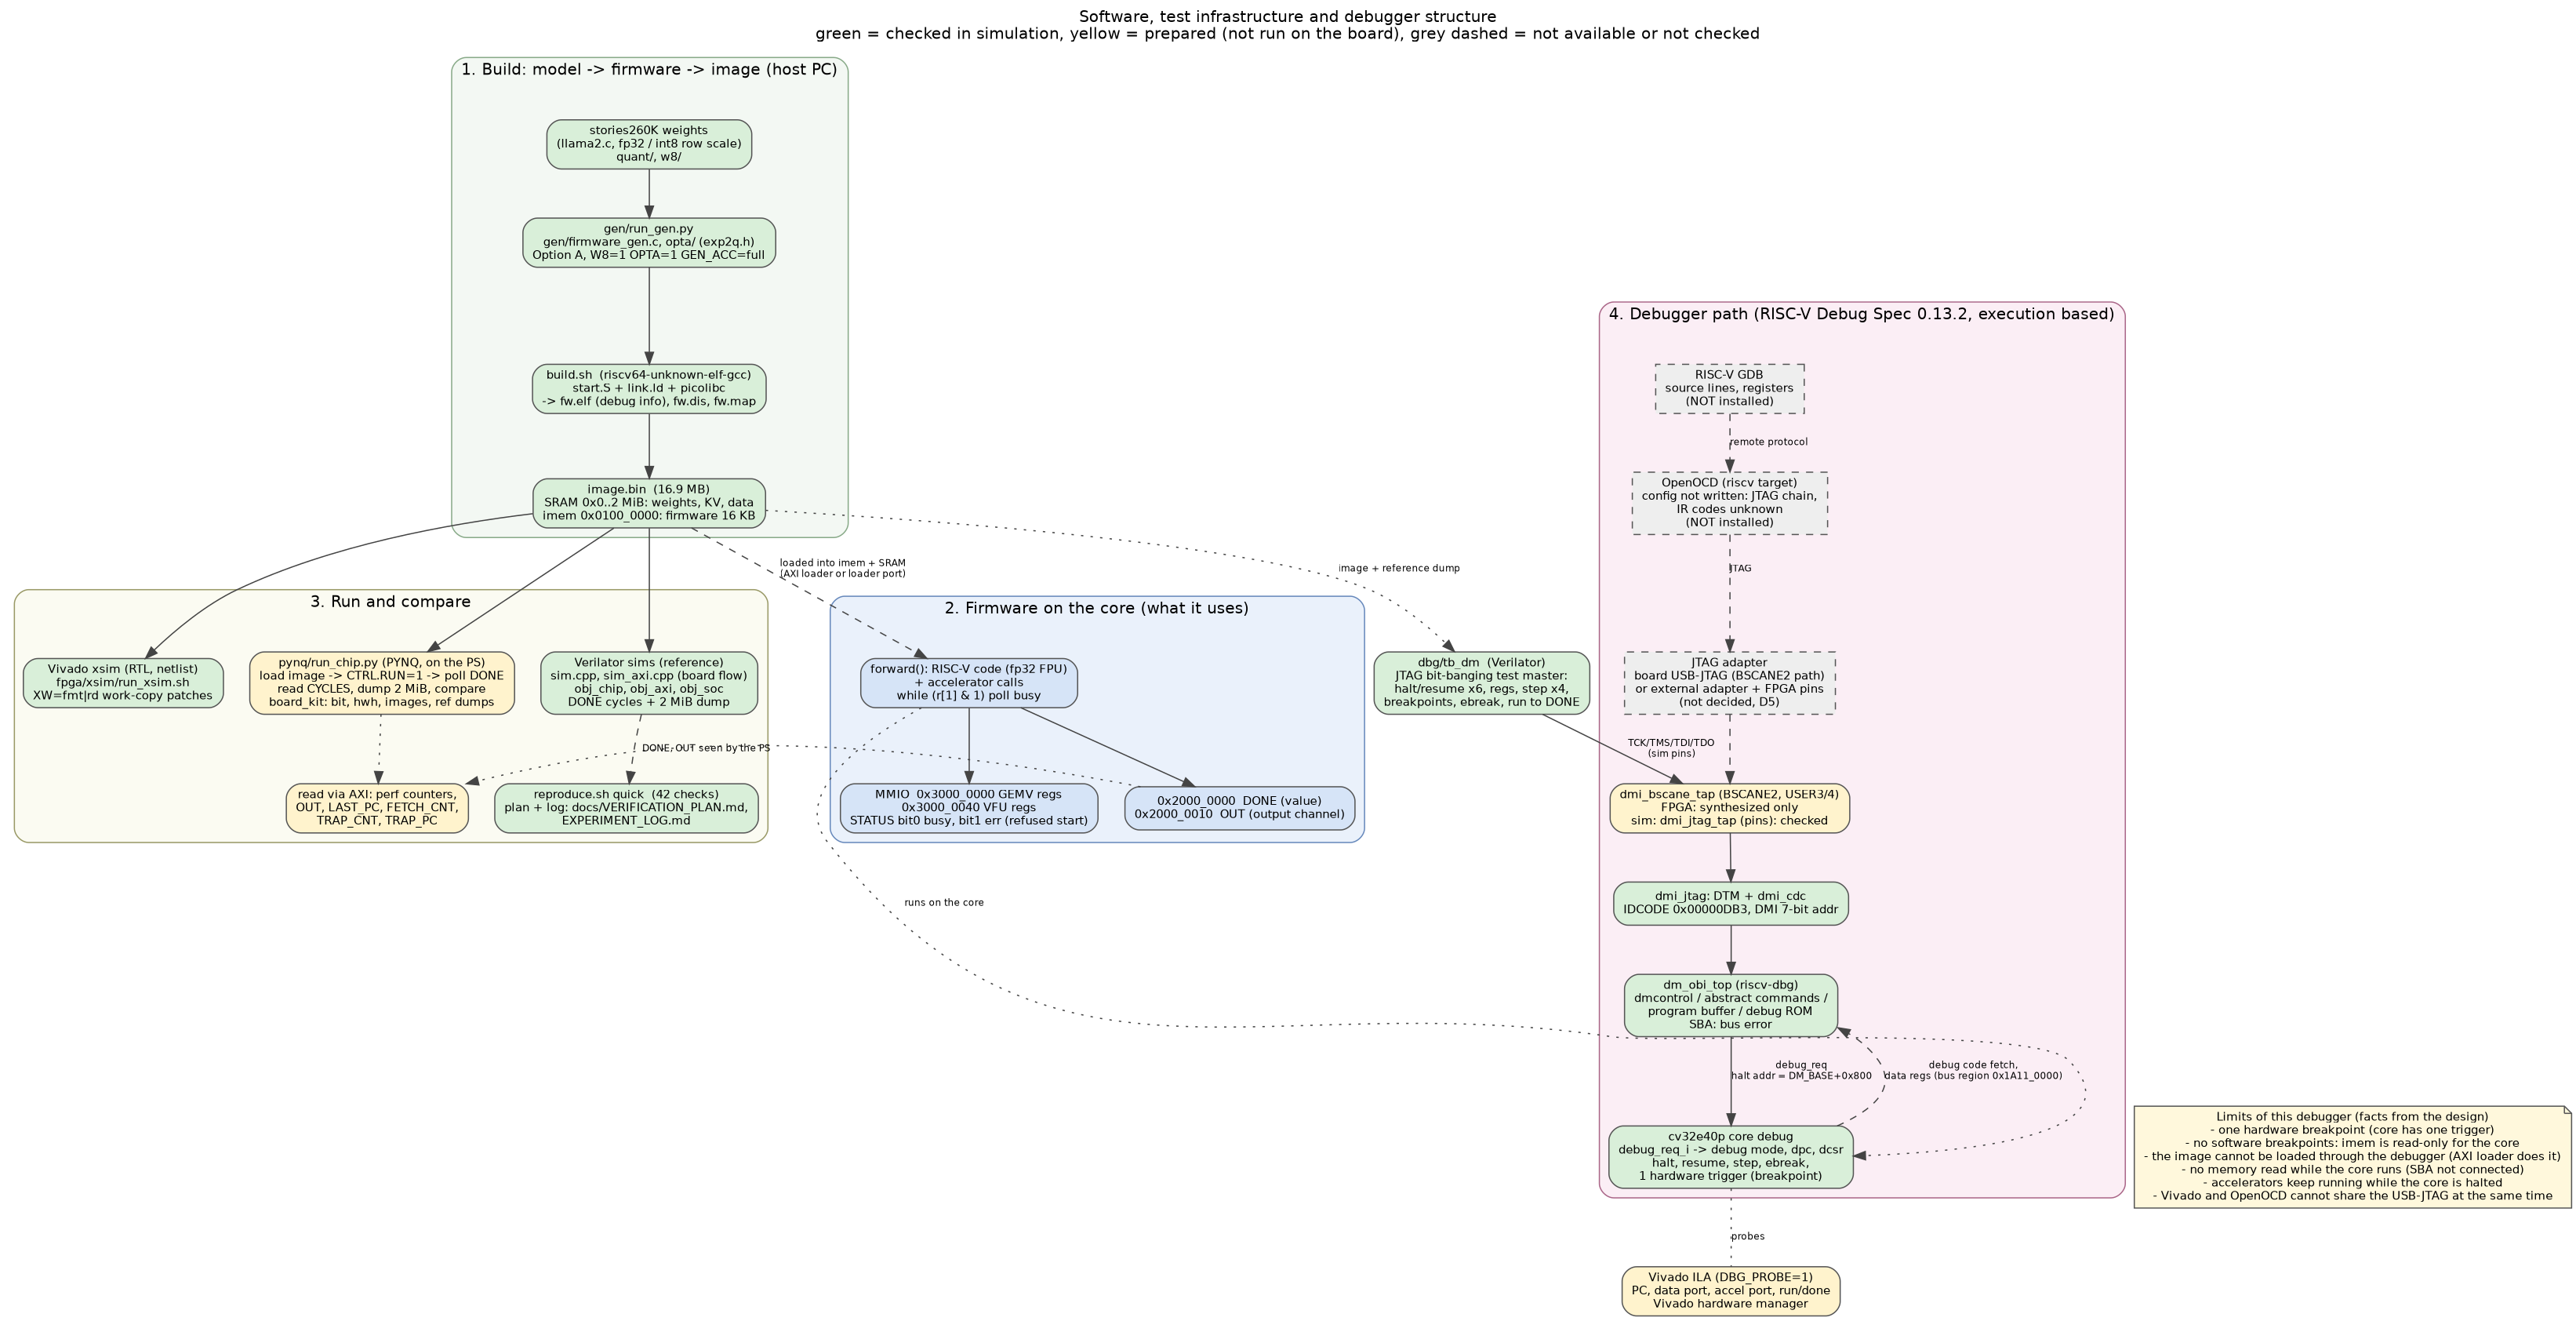 Software, test infrastructure and debugger structure
green = checked in simulation, yellow = prepared (not run on the board), grey dashed = not available or not checked
1. Build: model -> firmware -> image (host PC)
stories260K weights
(llama2.c, fp32 / int8 row scale)
quant/, w8/
gen/run_gen.py
gen/firmware_gen.c, opta/ (exp2q.h)
Option A, W8=1 OPTA=1 GEN_ACC=full
build.sh  (riscv64-unknown-elf-gcc)
start.S + link.ld + picolibc
-> fw.elf (debug info), fw.dis, fw.map
image.bin  (16.9 MB)
SRAM 0x0..2 MiB: weights, KV, data
imem 0x0100_0000: firmware 16 KB
loaded into imem + SRAM
(AXI loader or loader port)
image + reference dump
3. Run and compare
Vivado xsim (RTL, netlist)
fpga/xsim/run_xsim.sh
XW=fmt|rd work-copy patches
pynq/run_chip.py (PYNQ, on the PS)
load image -> CTRL.RUN=1 -> poll DONE
read CYCLES, dump 2 MiB, compare
board_kit: bit, hwh, images, ref dumps
Verilator sims (reference)
sim.cpp, sim_axi.cpp (board flow)
obj_chip, obj_axi, obj_soc
DONE cycles + 2 MiB dump
DONE, OUT seen by the PS
read via AXI: perf counters,
OUT, LAST_PC, FETCH_CNT,
TRAP_CNT, TRAP_PC
reproduce.sh quick  (42 checks)
plan + log: docs/VERIFICATION_PLAN.md,
EXPERIMENT_LOG.md
2. Firmware on the core (what it uses)
forward(): RISC-V code (fp32 FPU)
+ accelerator calls
while (r[1] & 1) poll busy
MMIO  0x3000_0000 GEMV regs
0x3000_0040 VFU regs
STATUS bit0 busy, bit1 err (refused start)
0x2000_0000  DONE (value)
0x2000_0010  OUT (output channel)
runs on the core
dbg/tb_dm  (Verilator)
JTAG bit-banging test master:
halt/resume x6, regs, step x4,
breakpoints, ebreak, run to DONE
TCK/TMS/TDI/TDO
(sim pins)
4. Debugger path (RISC-V Debug Spec 0.13.2, execution based)
RISC-V GDB
source lines, registers
(NOT installed)
remote protocol
OpenOCD (riscv target)
config not written: JTAG chain,
IR codes unknown
(NOT installed)
JTAG
JTAG adapter
board USB-JTAG (BSCANE2 path)
or external adapter + FPGA pins
(not decided, D5)
dmi_bscane_tap (BSCANE2, USER3/4)
FPGA: synthesized only
sim: dmi_jtag_tap (pins): checked
dmi_jtag: DTM + dmi_cdc
IDCODE 0x00000DB3, DMI 7-bit addr
dm_obi_top (riscv-dbg)
dmcontrol / abstract commands /
program buffer / debug ROM
SBA: bus error
debug_req
halt addr = DM_BASE+0x800
debug code fetch,
data regs (bus region 0x1A11_0000)
cv32e40p core debug
debug_req_i -> debug mode, dpc, dcsr
halt, resume, step, ebreak,
1 hardware trigger (breakpoint)
probes
Vivado ILA (DBG_PROBE=1)
PC, data port, accel port, run/done
Vivado hardware manager
Limits of this debugger (facts from the design)
- one hardware breakpoint (core has one trigger)
- no software breakpoints: imem is read-only for the core
- the image cannot be loaded through the debugger (AXI loader does it)
- no memory read while the core runs (SBA not connected)
- accelerators keep running while the core is halted
- Vivado and OpenOCD cannot share the USB-JTAG at the same time